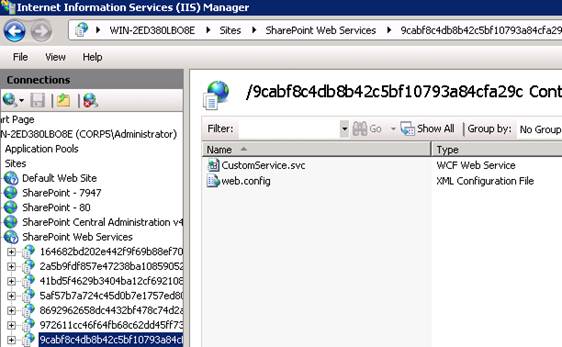 Internet Information Services (IIS) Manager
WIN-2ED380LBO8E Sites SharePoint Web Services 9cabf8c4db8b42c5bf10793a84cfa29
File View Help
Connections
/9cabf8c4db8b42c5bf10793a84cfa29c Cont
Filter: Go Show All Group by: No Group
Name Type
CustomService.svc WCF Web Service
web.config XML Configuration File
rt Page
N-2ED380LBO8E (CORP5\Administrator)
Application Pools
Sites
Default Web Site
SharePoint - 7947
SharePoint - 80
SharePoint Central Administration v4
SharePoint Web Services
164682bd202e442f9f69b88ef70
2a5b9fdf857e47238ba10859052
41bd5f4629b3404ba12cf692108
5af57b7a724c45d0b7e1757ed80
8692962658dc4432bf478c74d2a
972611cc46f64fb68c62dd45ff73
9cabf8c4db8b42c5bf10793a84cl